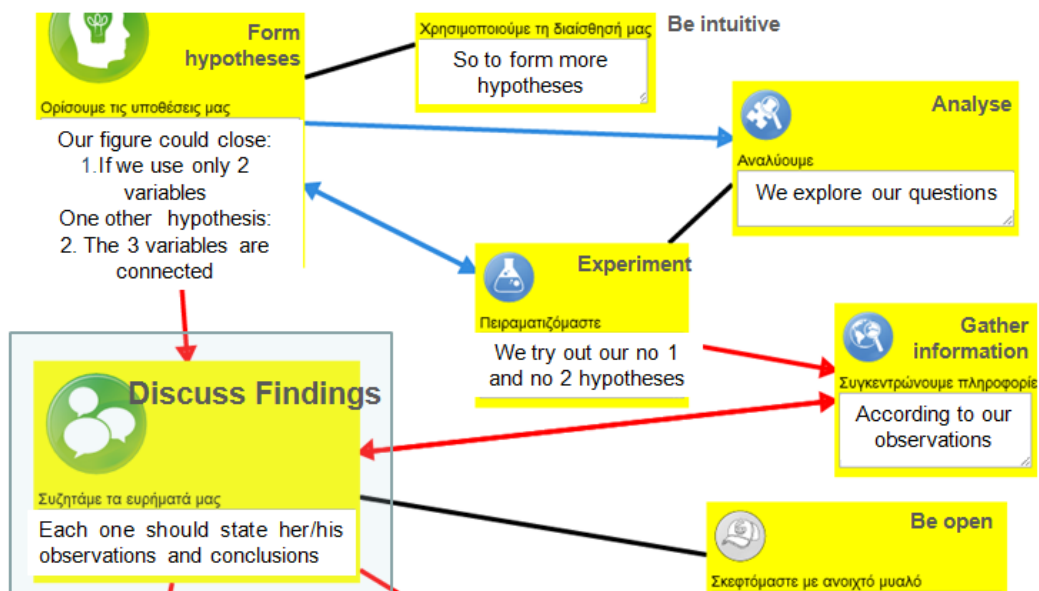 Form
hypotheses
Ορίσουμε τις υποθέσεις μας
Our figure could close:
1.If we use only 2
variables
One other hypothesis:
2. The 3 variables are
connected
Χρησιμοποιούμε τη διαίσθησή μας
Be intuitive
So to form more
hypotheses
Analyse
Αναλύουμε
We explore our questions
Experiment
Πειραματιζόμαστε
We try out our no 1
and no 2 hypotheses
Gather
information
Συγκεντρώνουμε πληροφορίε
According to our
observations
Discuss Findings
Συζητάμε τα ευρήματά μας
Each one should state her/his
observations and conclusions
Be open
Σκεφτόμαστε με ανοιχτό μυαλό